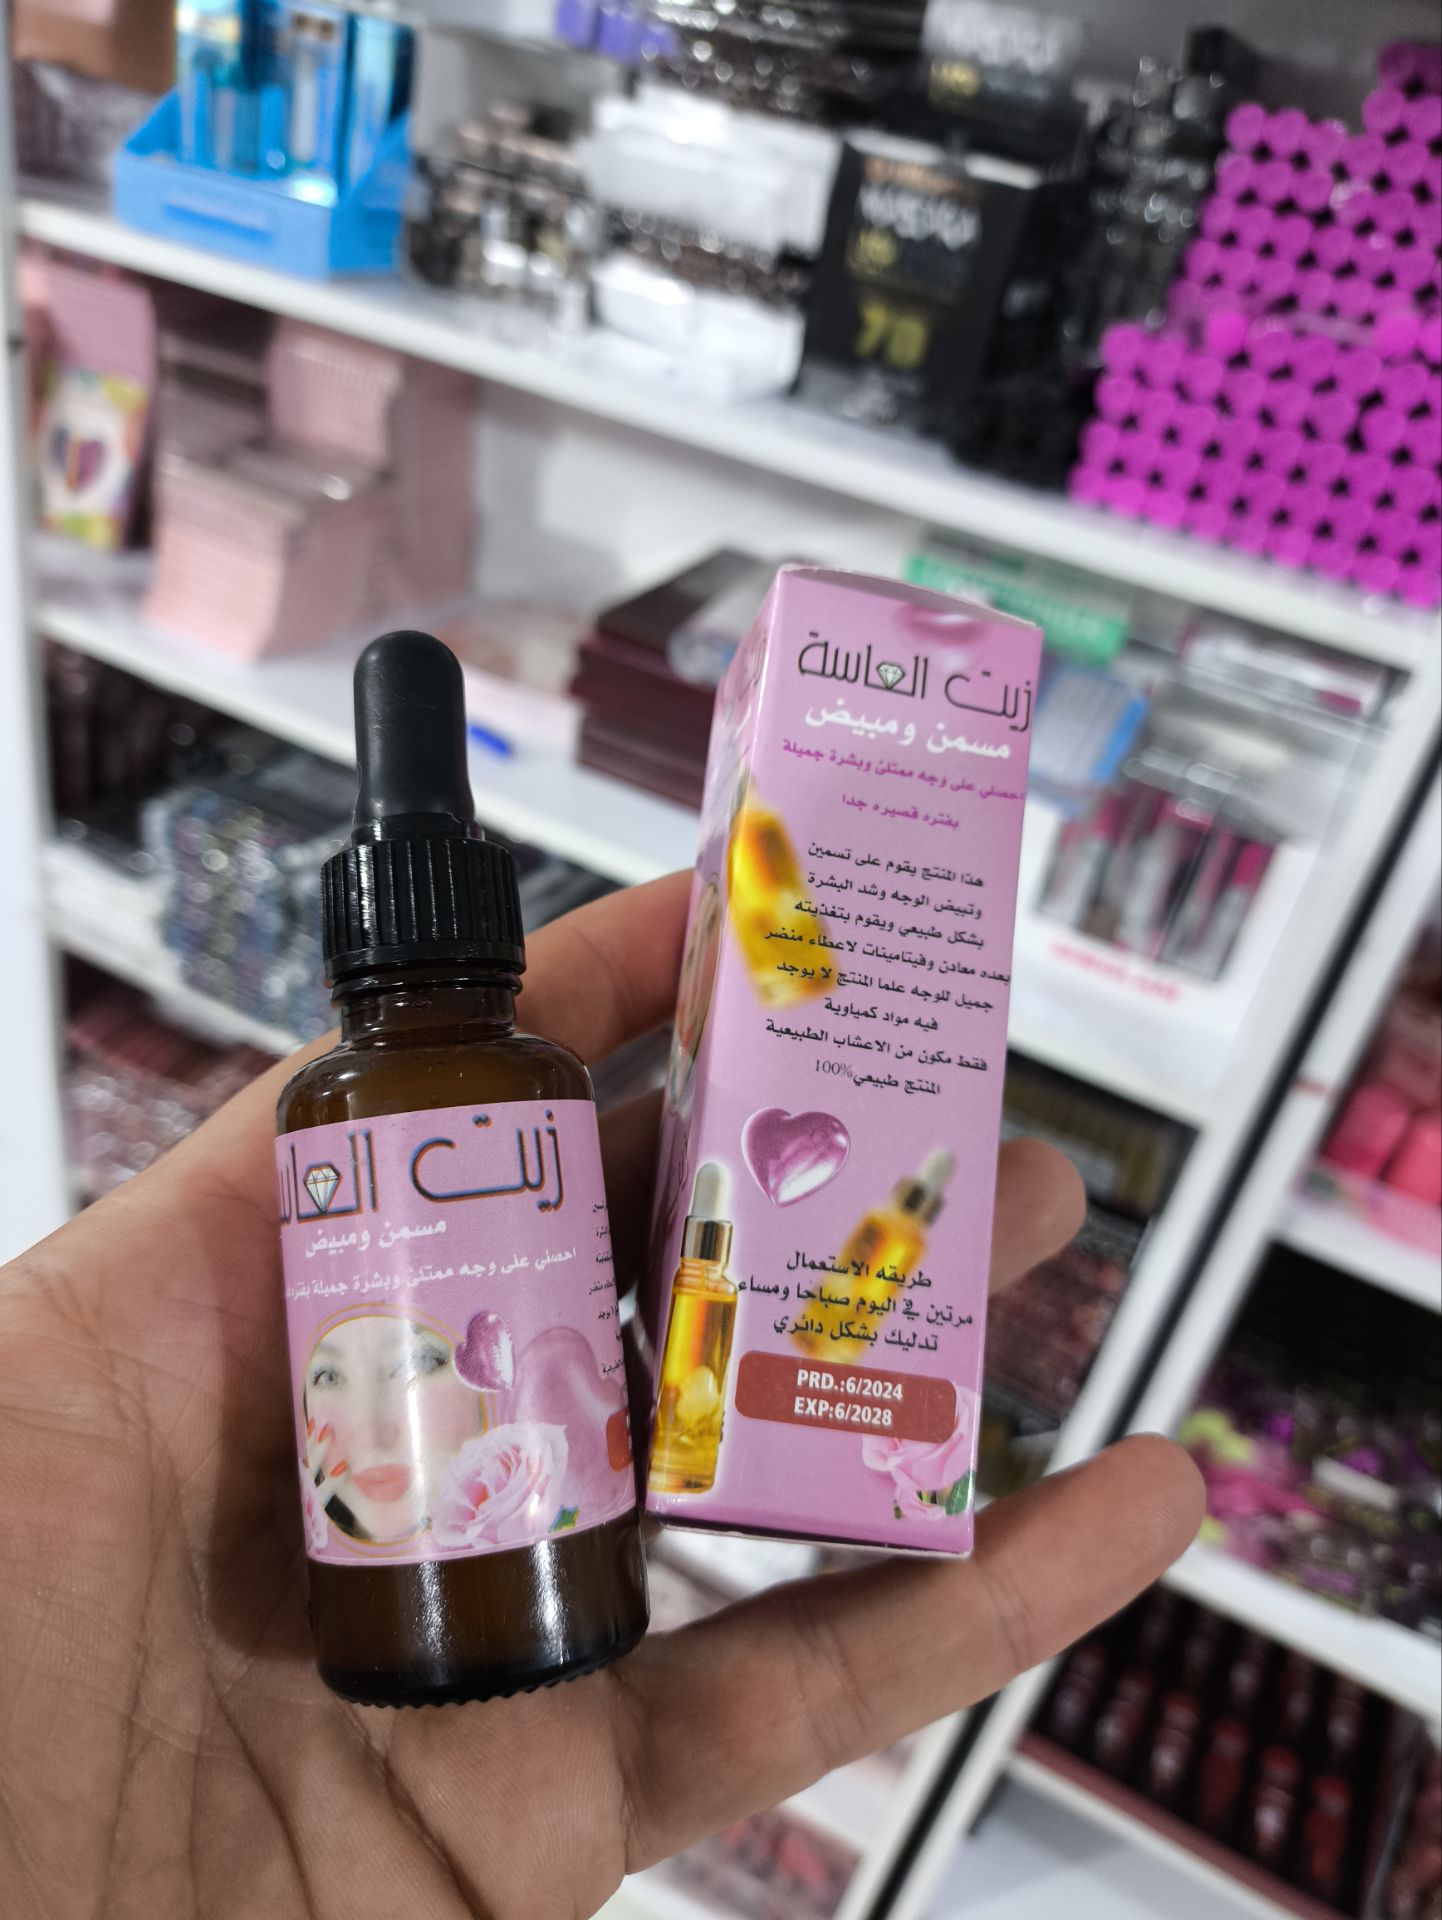 زيت الماسة
مسمن ومبيض
احصلي على وجه ممتلئ وبشرة جميلة
بفتره قصيره جدا
هذا المنتج يقوم على تسمين
وتبيض الوجه وشد البشرة
بشكل طبيعي ويقوم بتغذيته
بعده معادن وفيتامينات لاعطاء منضر
جميل للوجه علما المنتج لا يوجد
فيه مواد كمياوية
فقط مكون من الاعشاب الطبيعية
المنتج طبيعي%100
طريقه الاستعمال
مرتين في اليوم صباحا ومساء
تدليك بشكل دائري
PRD.:6/2024
EXP:6/2028
زيت
مسمن ومبيض
احصلي على وجه ممتلئ وبشرة جميلة